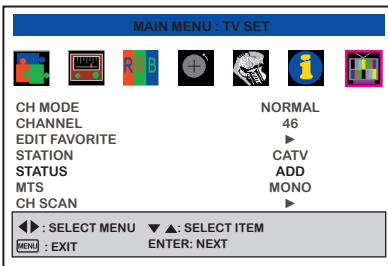 MAIN MENU : TV SET
RGB
i
CH MODE NORMAL
CHANNEL 46
EDIT FAVORITE ►
STATION CATV
STATUS ADD
MTS MONO
CH SCAN ►
◀▶ : SELECT MENU ▼ ▲: SELECT ITEM
MENU : EXIT ENTER: NEXT